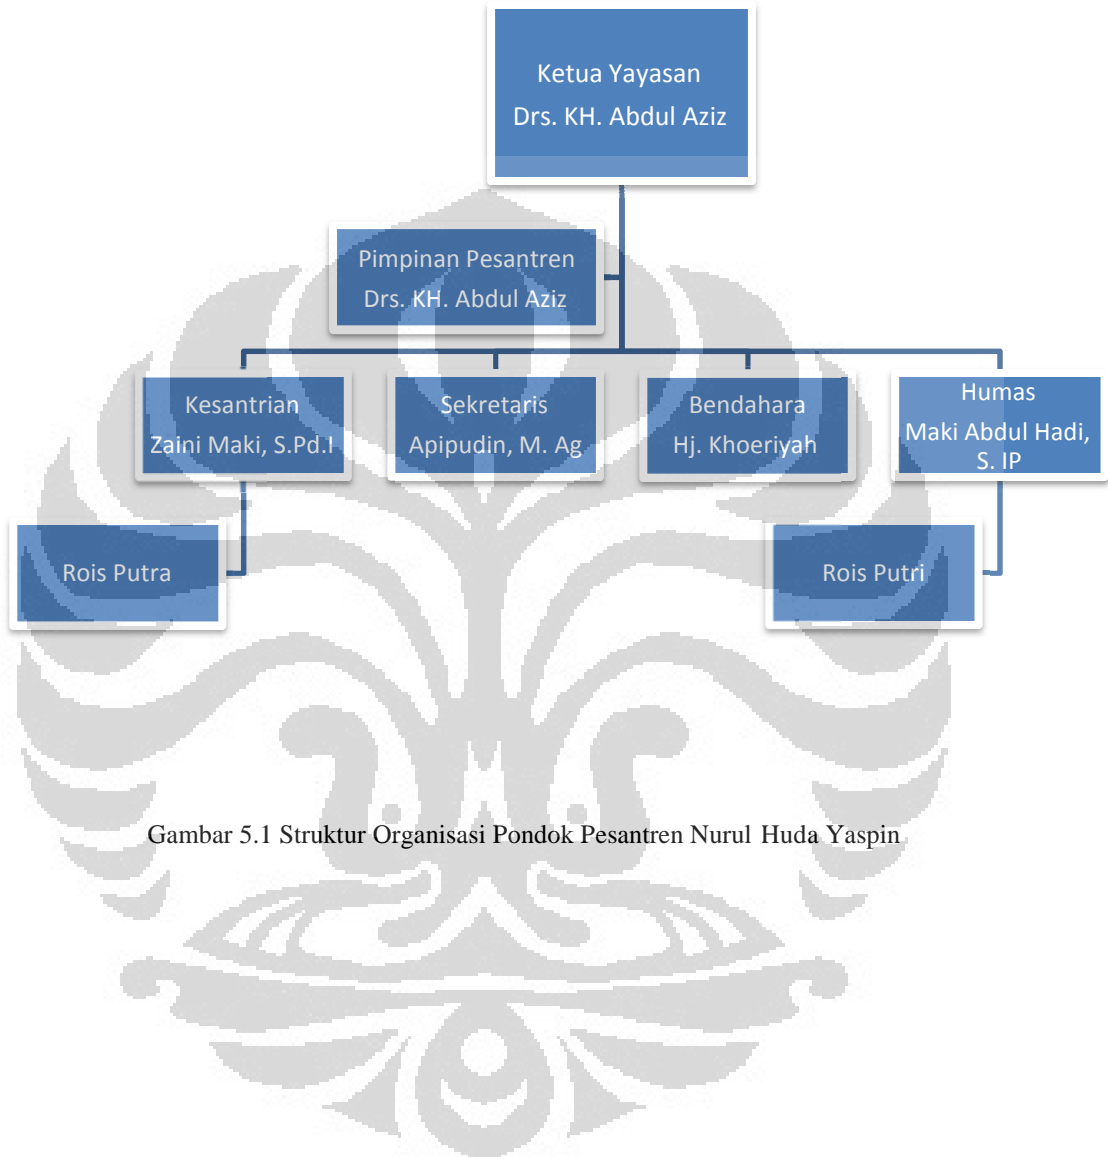 Ketua Yayasan
Drs. KH. Abdul Aziz
Pimpinan Pesantren
Drs. KH. Abdul Aziz
Kesantrian
Zaini Maki, S.Pd.I
Sekretaris
Apipudin, M. Ag
Bendahara
Hj. Khoeriyah
Humas
Maki Abdul Hadi,
S. IP
Rois Putra
Rois Putri
Gambar 5.1 Struktur Organisasi Pondok Pesantren Nurul Huda Yaspin